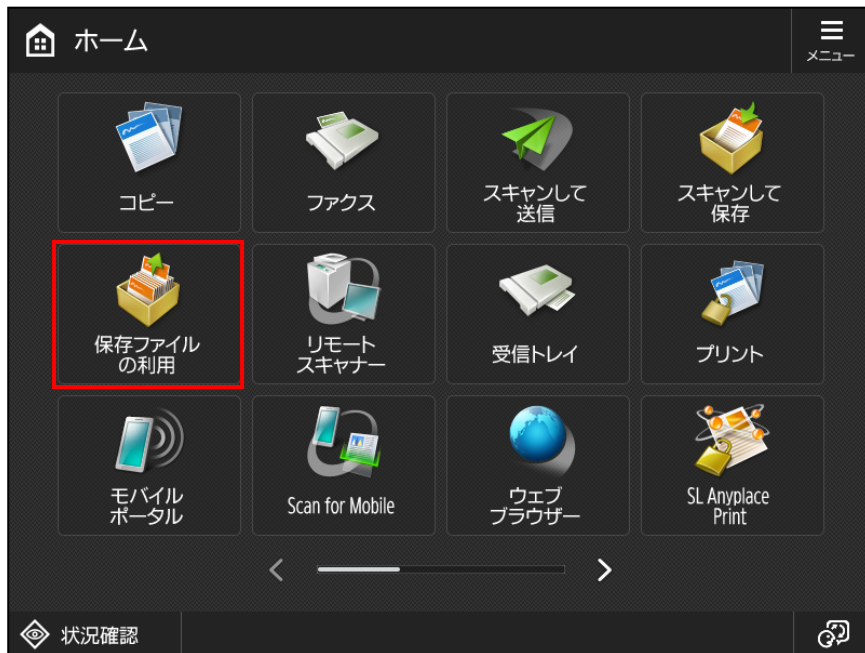 ホーム
メニュー
コピー
ファクス
スキャンして
送信
スキャンして
保存
保存ファイル
の利用
リモート
スキャナー
受信トレイ
プリント
モバイル
ポータル
Scan for Mobile
ウェブ
ブラウザー
SL Anyplace
Print
状況確認